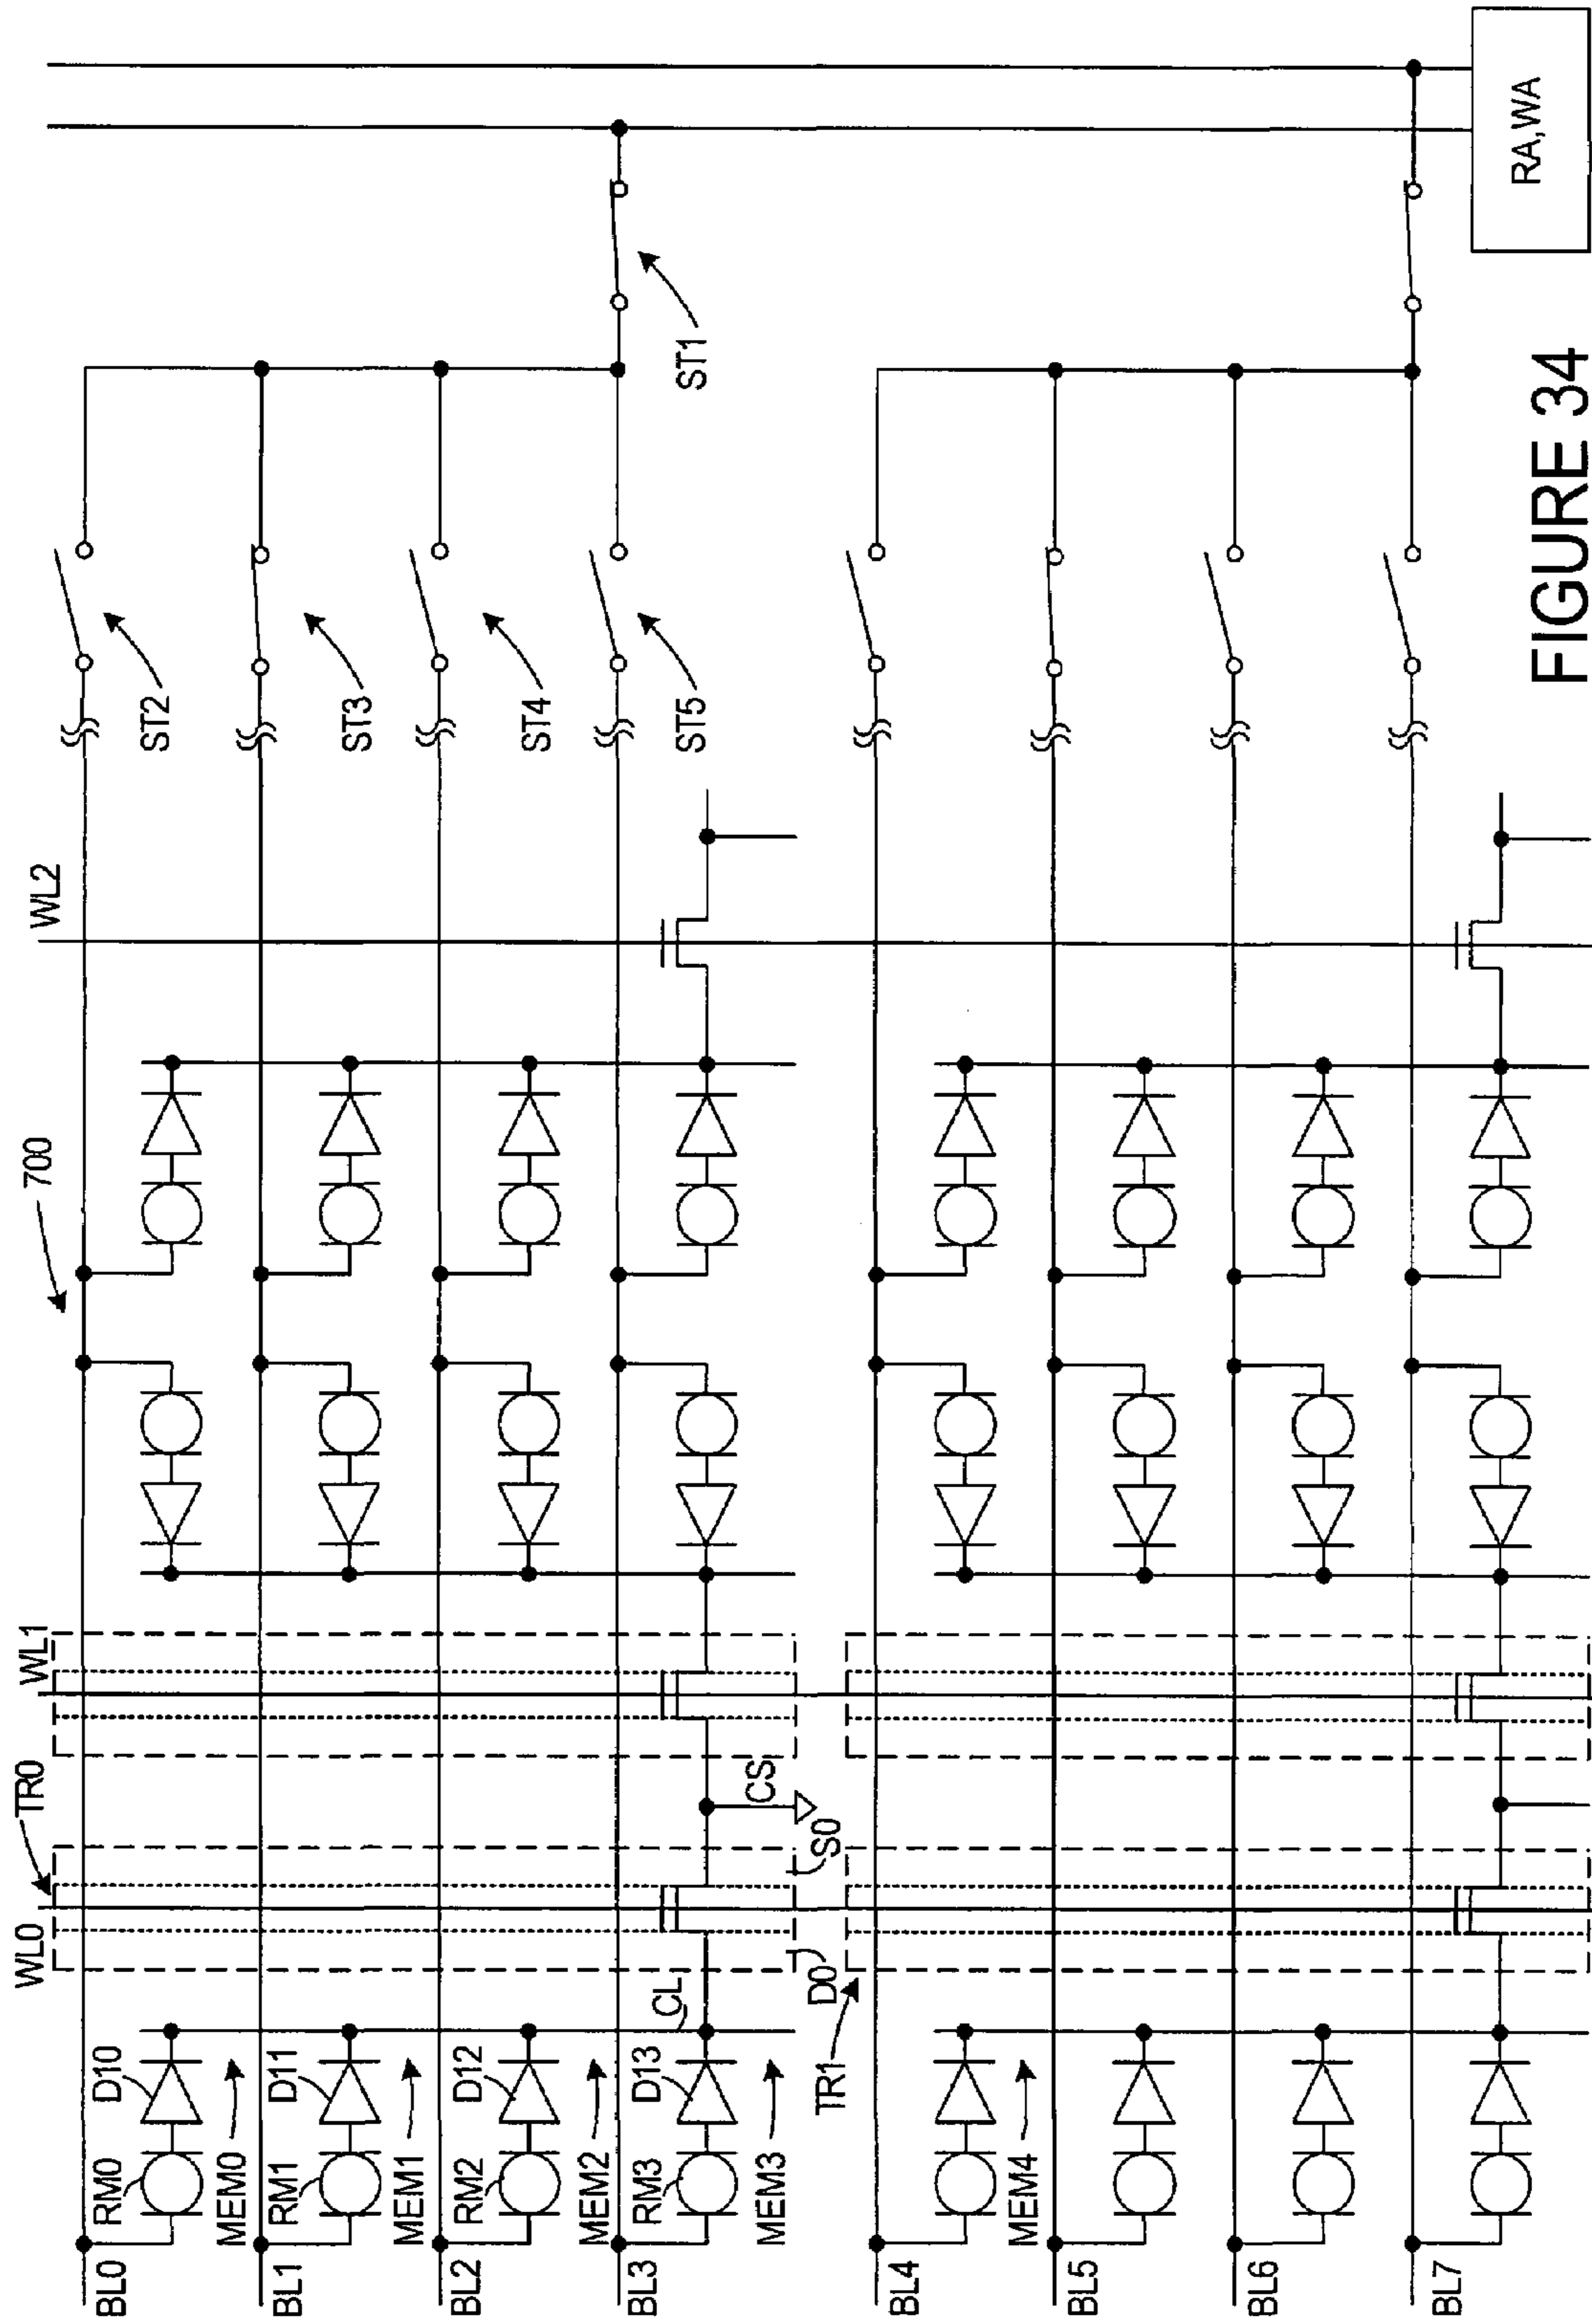 RA,WA
ST1
FIGURE 34
ST2
ST3
ST4
ST5
WL2
700
WL1
TR0
WL0
CS
S0
D0
CL
TR1
D10
D11
D12
D13
RM0
RM1
RM2
RM3
MEM0
MEM1
MEM2
MEM3
MEM4
BL0
BL1
BL2
BL3
BL4
BL5
BL6
BL7